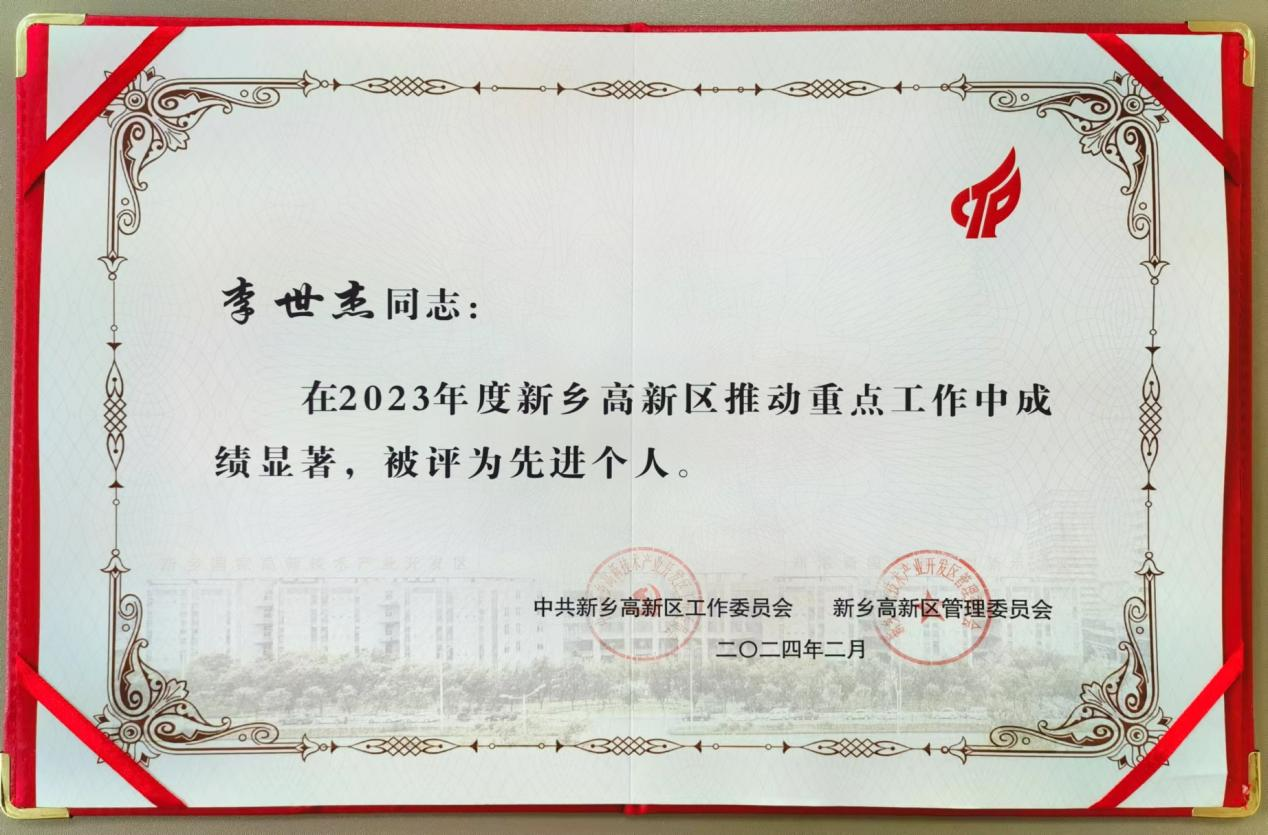 CTP
李世杰同志：
在2023年度新乡高新区推动重点工作中成
绩显著，被评为先进个人。
中共新乡高新区工作委员会 新乡高新区管理委员会
二〇二四年二月